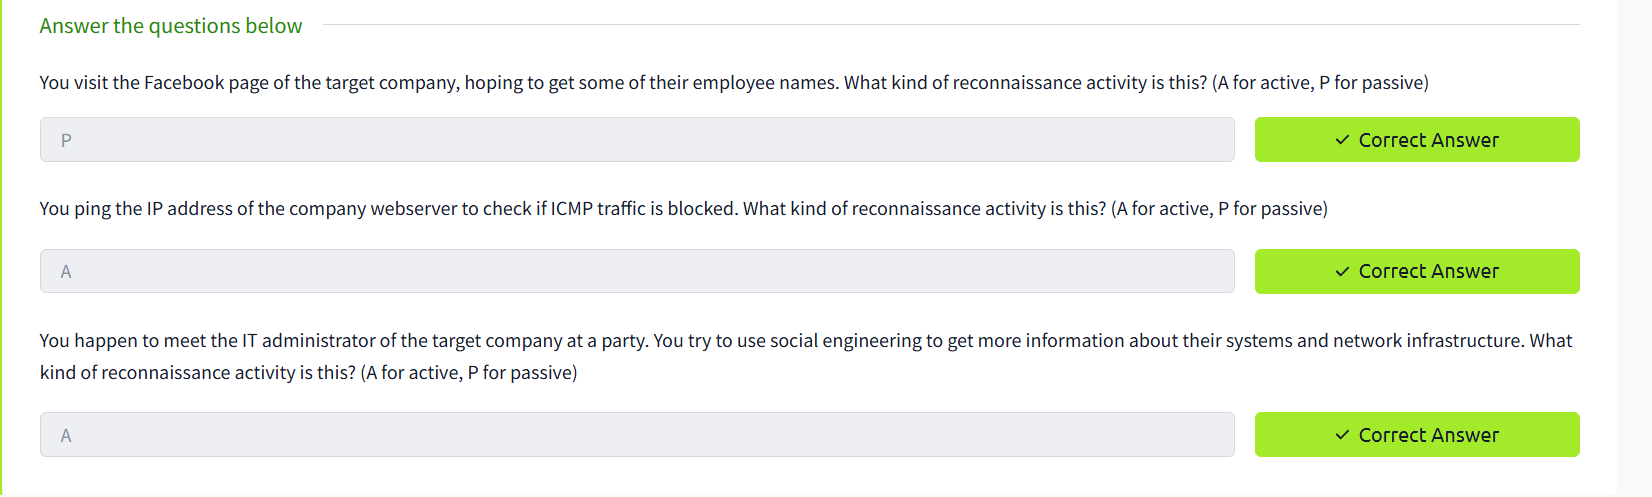 Answer the questions below
You visit the Facebook page of the target company, hoping to get some of their employee names. What kind of reconnaissance activity is this? (A for active, P for passive)
P
✓ Correct Answer
You ping the IP address of the company webserver to check if ICMP traffic is blocked. What kind of reconnaissance activity is this? (A for active, P for passive)
A
✓ Correct Answer
You happen to meet the IT administrator of the target company at a party. You try to use social engineering to get more information about their systems and network infrastructure. What
kind of reconnaissance activity is this? (A for active, P for passive)
A
✓ Correct Answer